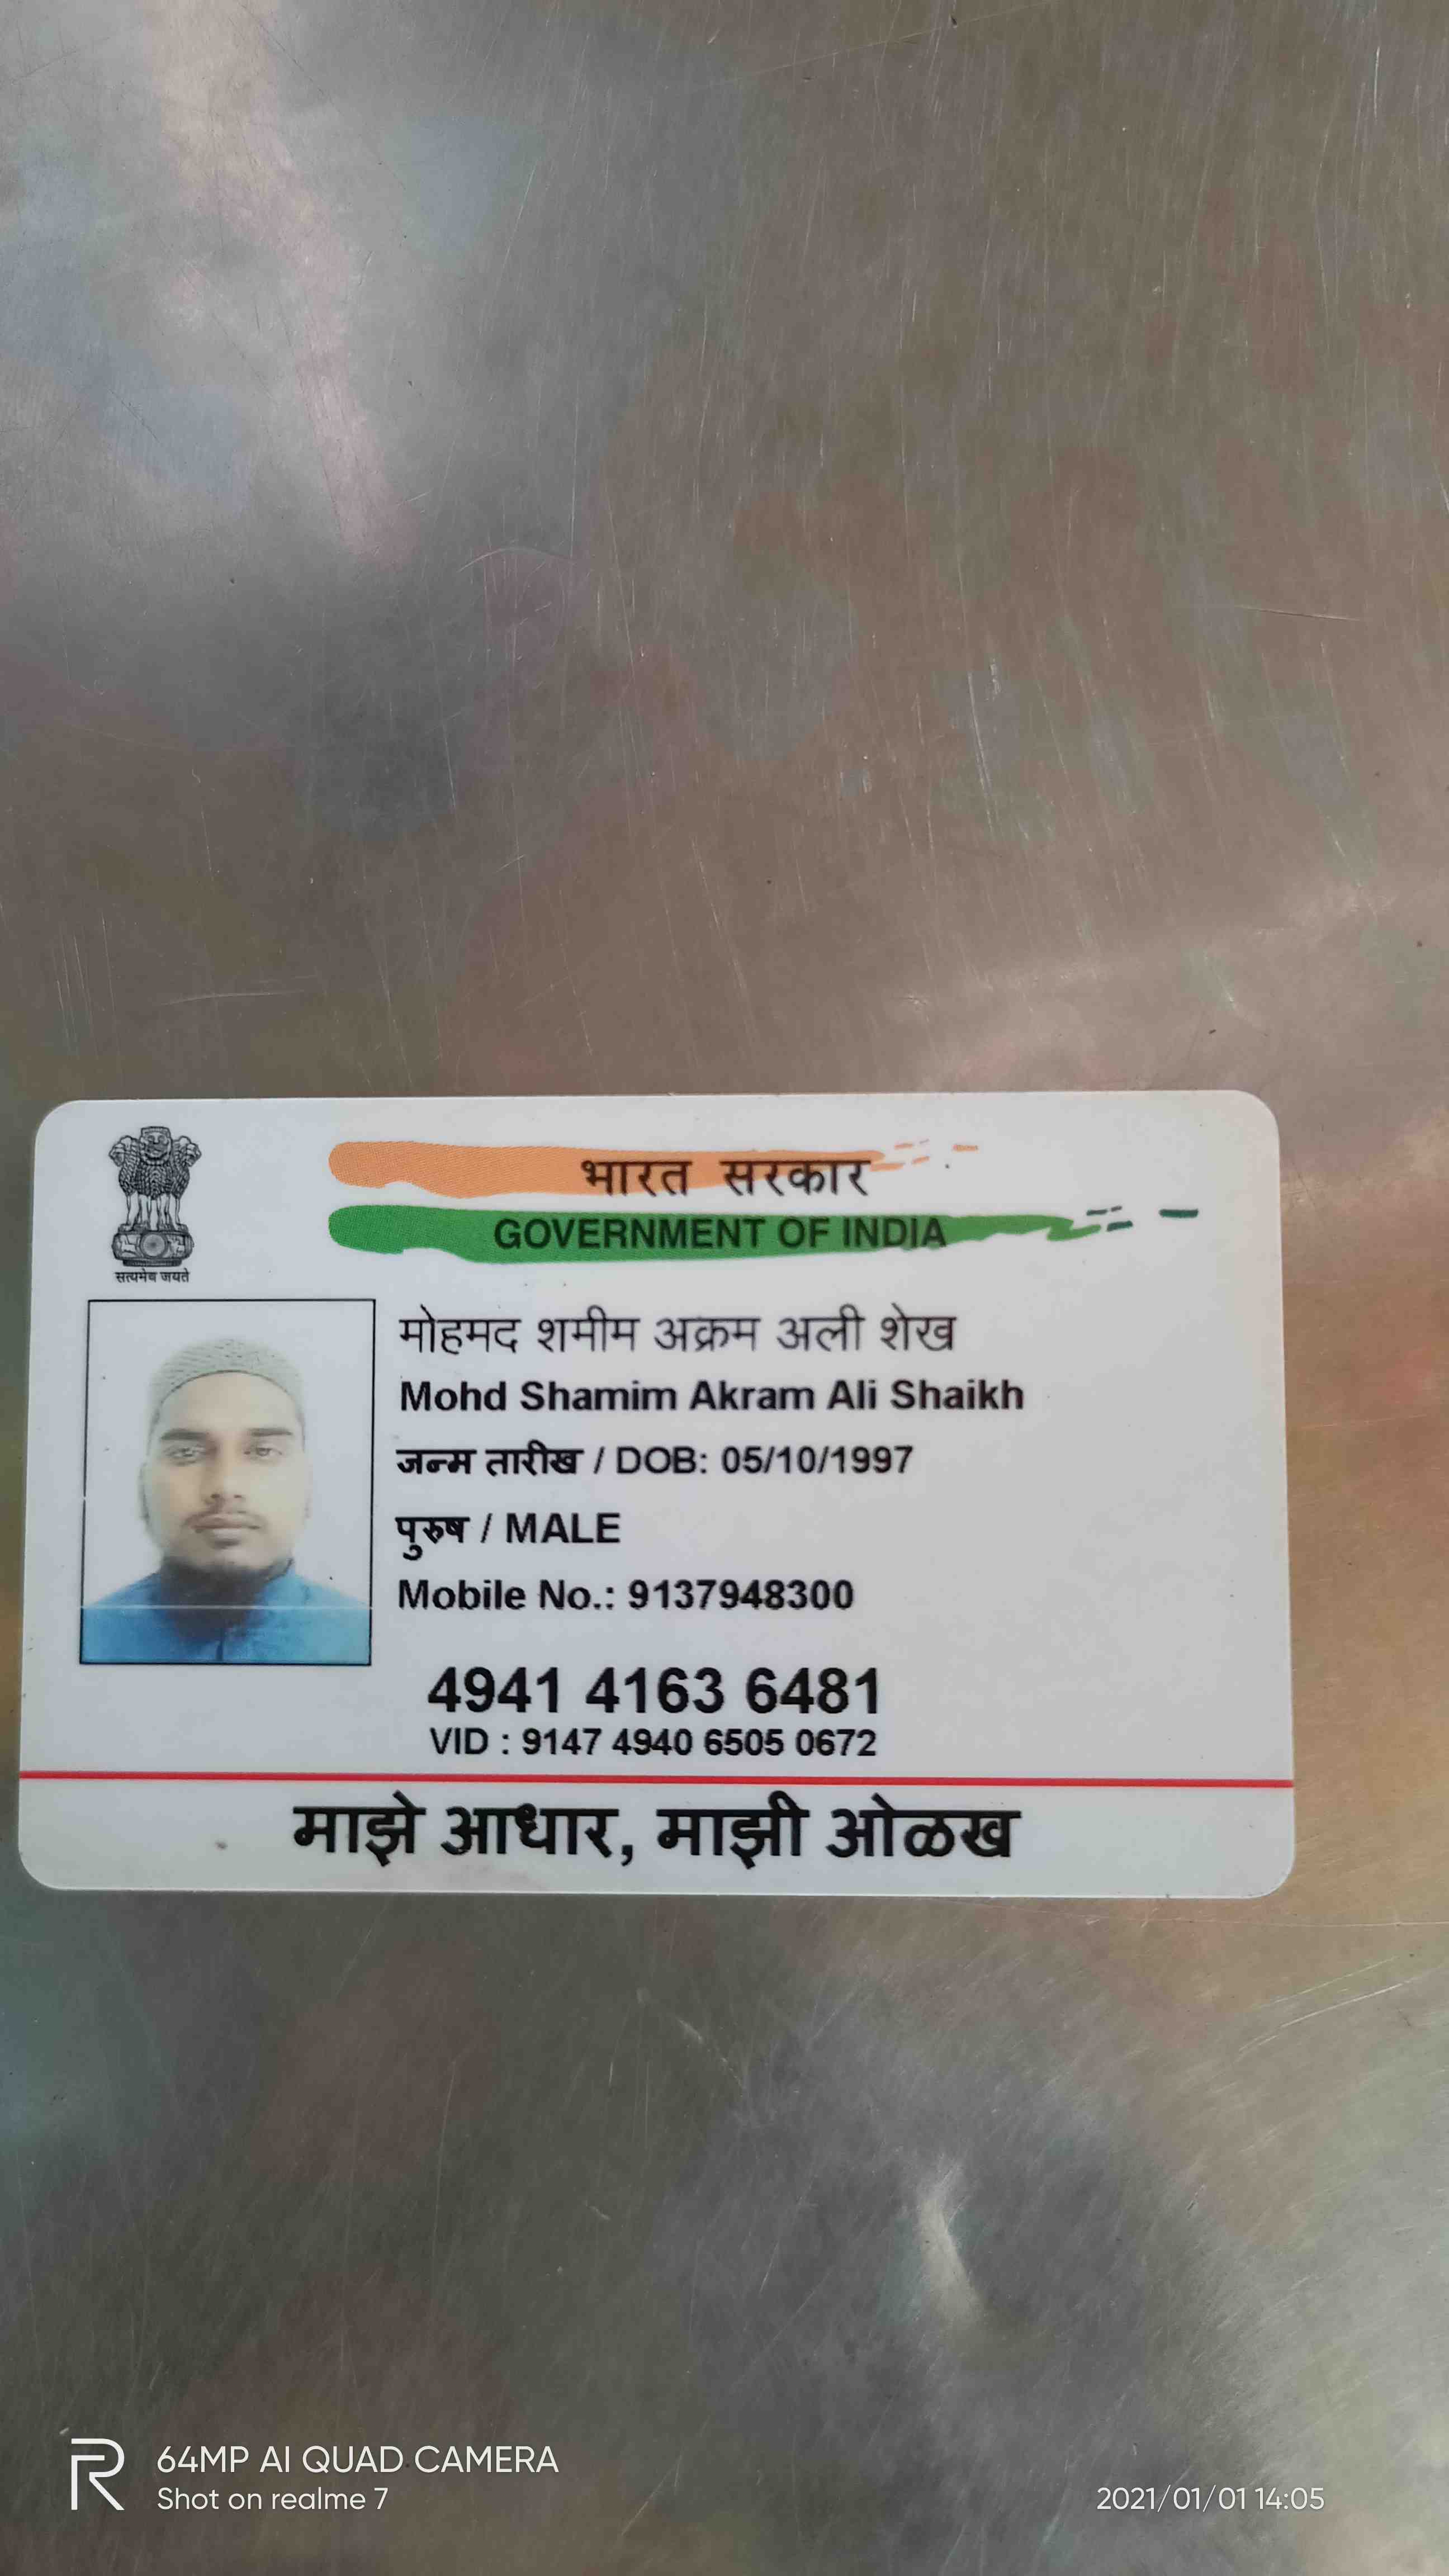 सत्यमेव जयते
भारत सरकार
GOVERNMENT OF INDIA
मोहमद शमीम अक्रम अली शेख
Mohd Shamim Akram Ali Shaikh
जन्म तारीख / DOB: 05/10/1997
पुरुष / MALE
Mobile No.: 9137948300
4941 4163 6481
VID : 9147 4940 6505 0672
माझे आधार, माझी ओळख
64MP AI QUAD CAMERA
Shot on realme 7
2021/01/01 14:05